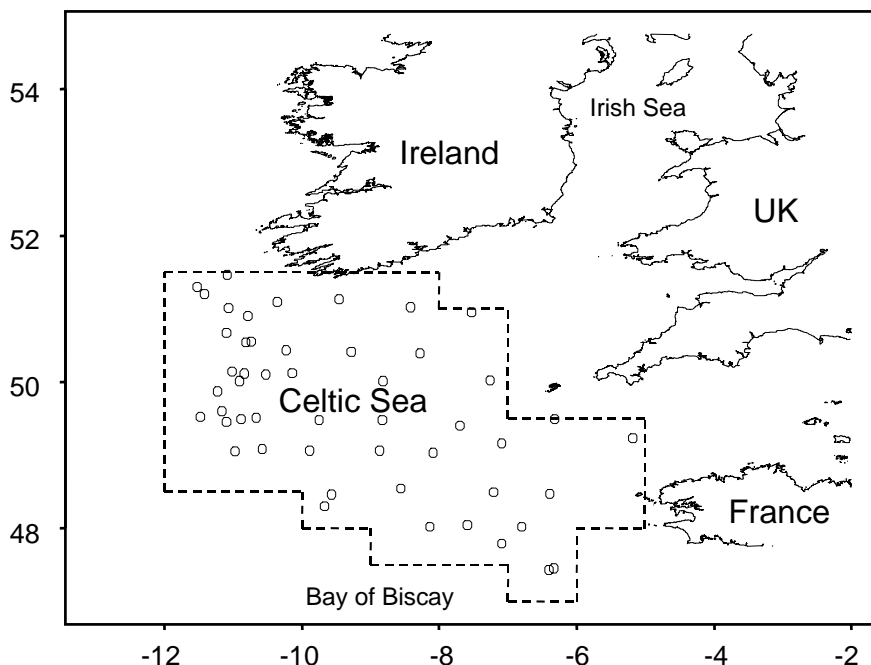 54
Irish Sea
Ireland
UK
52
50
Celtic Sea
48
France
Bay of Biscay
-12 -10 -8 -6 -4 -2